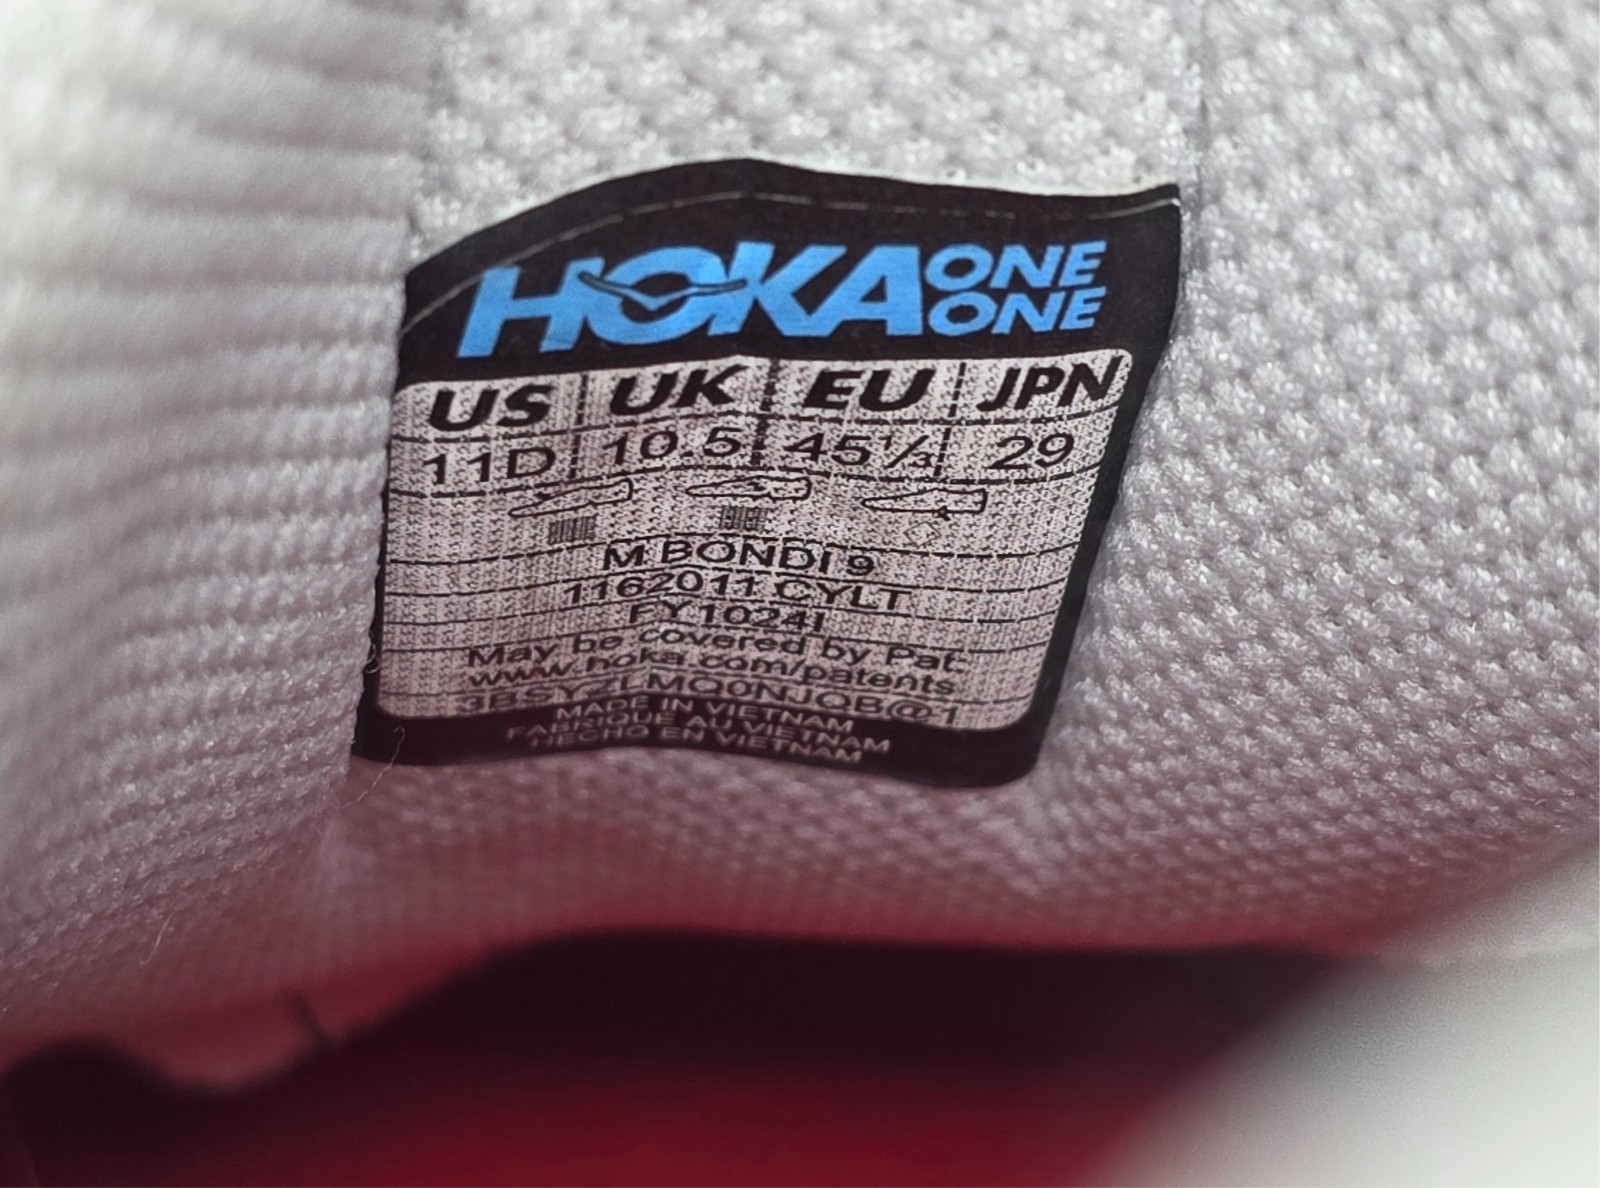 HOKA ONE ONE
US UK EU JPN
11D 10.5 45⅓ 29
M BONDI 9
1162011 CYLT
FY10241
May be covered by Pat:
www.hoka.com/patents
3BSYZLMQ0NJQB@1
MADE IN VIETNAM
FABRIQUE AU VIETNAM
HECHO EN VIETNAM